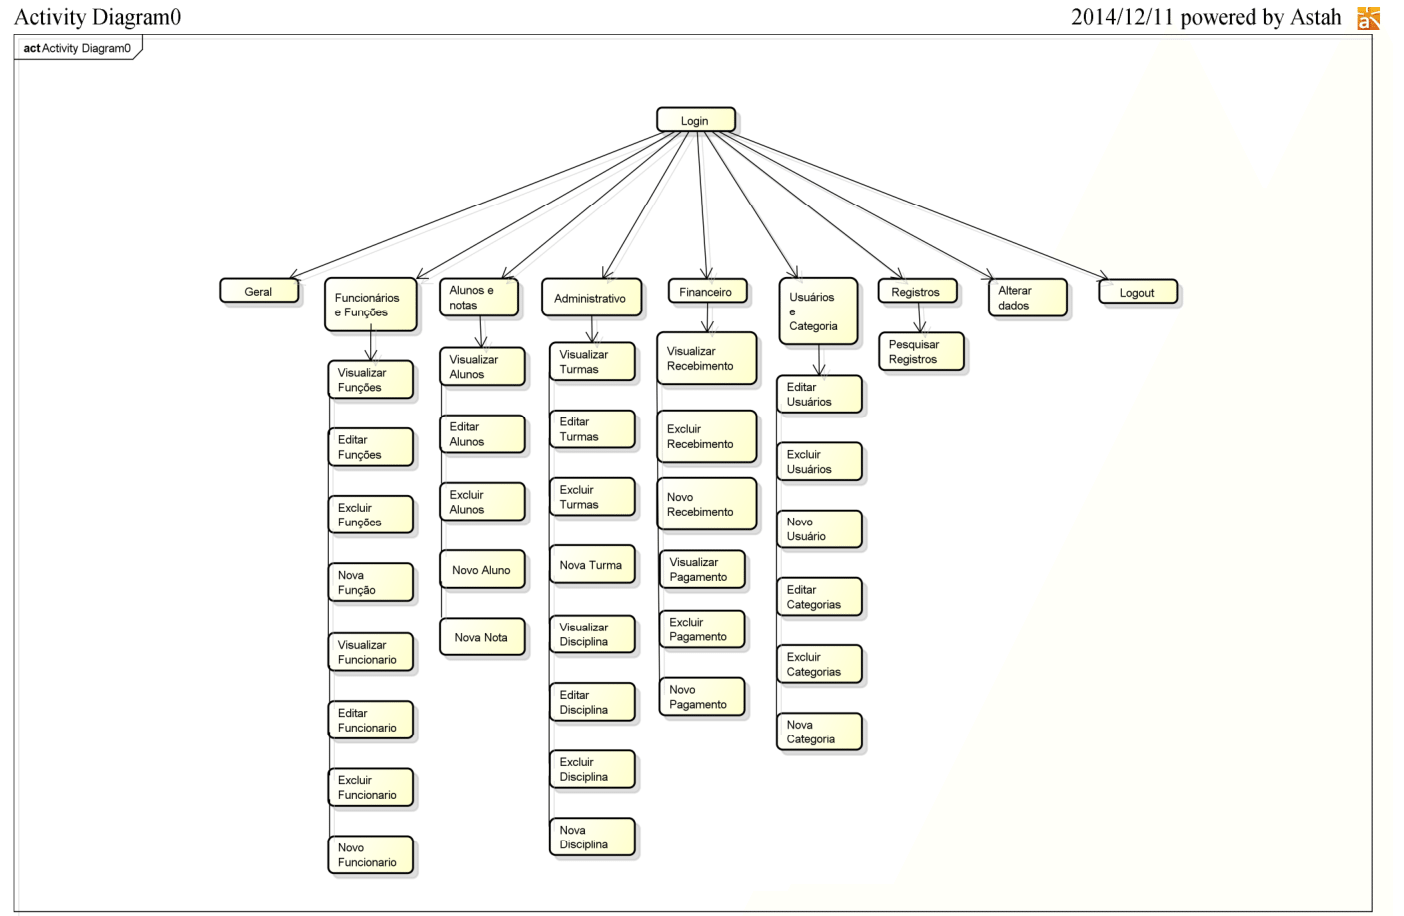 Activity Diagram0
2014/12/11 powered by Astah
act Activity Diagram0
Login
Geral
Funcionários
e Funções
Alunos e
notas
Administrativo
Financeiro
Usuários
e
Categoria
Registros
Alterar
dados
Logout
Visualizar
Funções
Editar
Funções
Excluir
Funções
Nova
Função
Visualizar
Funcionario
Editar
Funcionario
Excluir
Funcionario
Novo
Funcionario
Visualizar
Alunos
Editar
Alunos
Excluir
Alunos
Novo Aluno
Nova Nota
Visualizar
Turmas
Editar
Turmas
Excluir
Turmas
Nova Turma
Visualizar
Disciplina
Editar
Disciplina
Excluir
Disciplina
Nova
Disciplina
Visualizar
Recebimento
Excluir
Recebimento
Novo
Recebimento
Visualizar
Pagamento
Excluir
Pagamento
Novo
Pagamento
Editar
Usuários
Excluir
Usuários
Novo
Usuário
Editar
Categorias
Excluir
Categorias
Nova
Categoria
Pesquisar
Registros